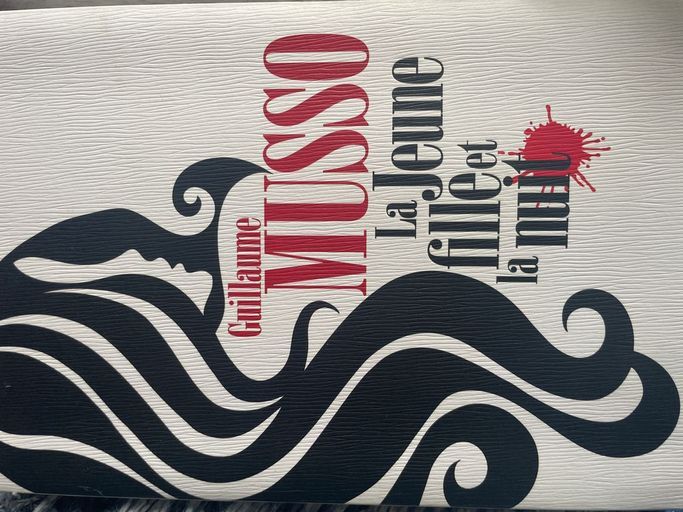 Guillaume
MUSSO
La Jeune
fille et
la nuit